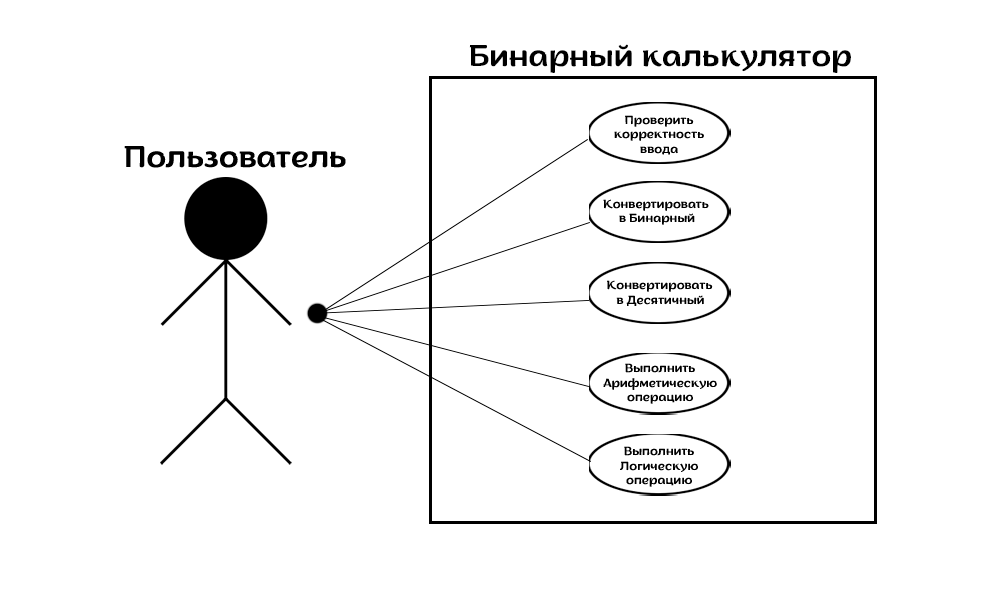 Бинарный калькулятор
Пользователь
Проверить
корректность
ввода
Конвертировать
в Бинарный
Конвертировать
в Десятичный
Выполнить
Арифметическую
операцию
Выполнить
Логическую
операцию